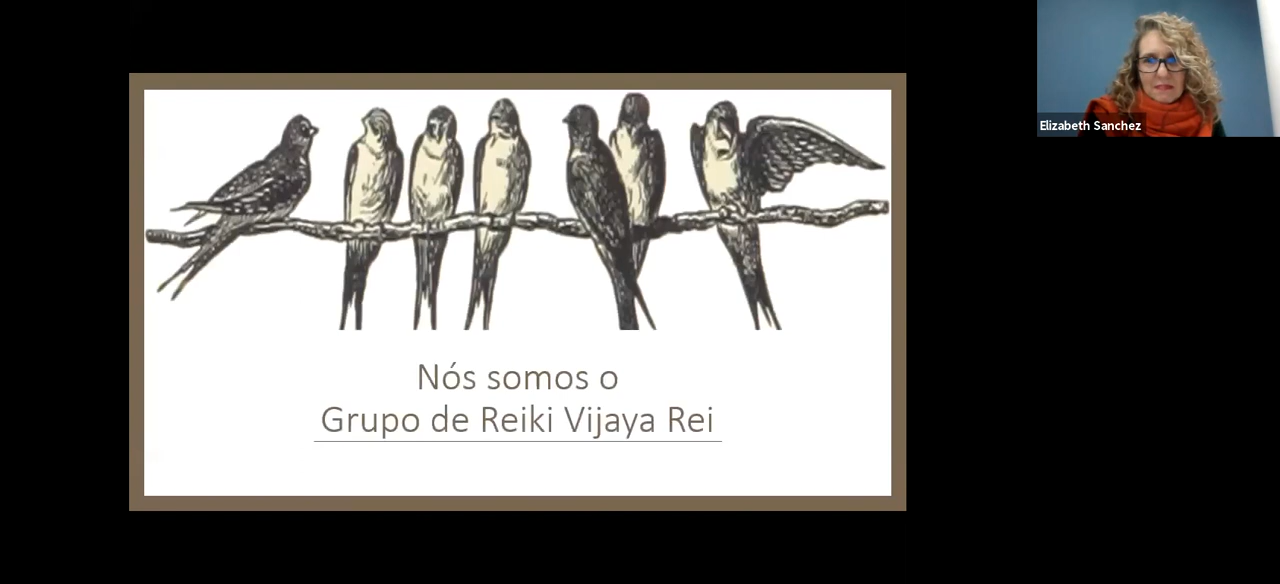 Elizabeth Sanchez
Nós somos o
Grupo de Reiki Vijaya Rei